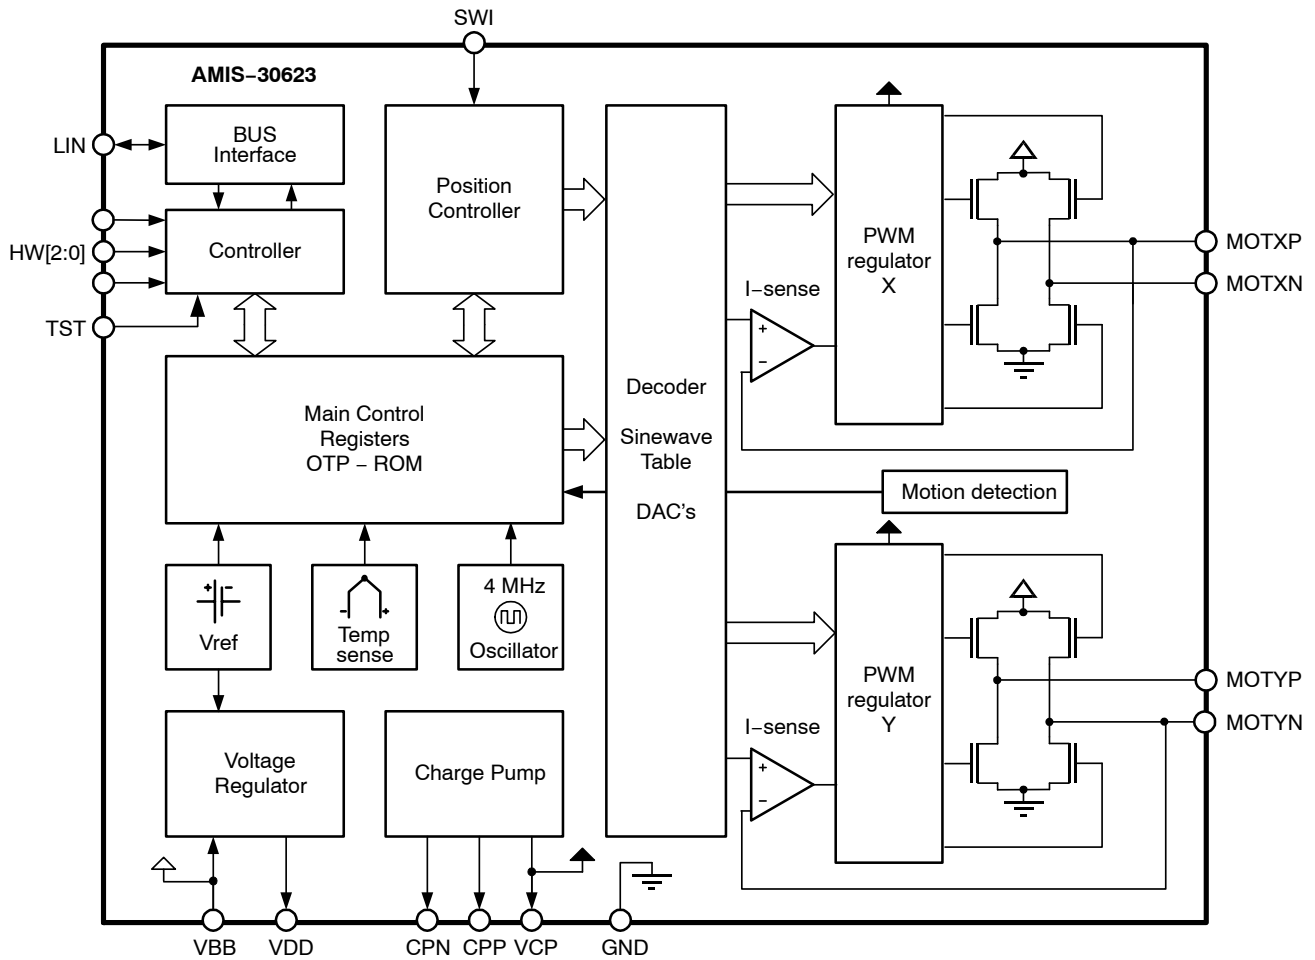 SWI
AMIS−30623
LIN
BUS
Interface
Position
Controller
HW[2:0]
Controller
TST
PWM
regulator
X
MOTXP
MOTXN
I−sense
+
−
Main Control
Registers
OTP − ROM
Decoder
Sinewave
Table
DAC's
Motion detection
+ −
Vref
− +
Temp
sense
4 MHz
Oscillator
PWM
regulator
Y
MOTYP
MOTYN
I−sense
+
−
Voltage
Regulator
Charge Pump
VBB
VDD
CPN
CPP
VCP
GND